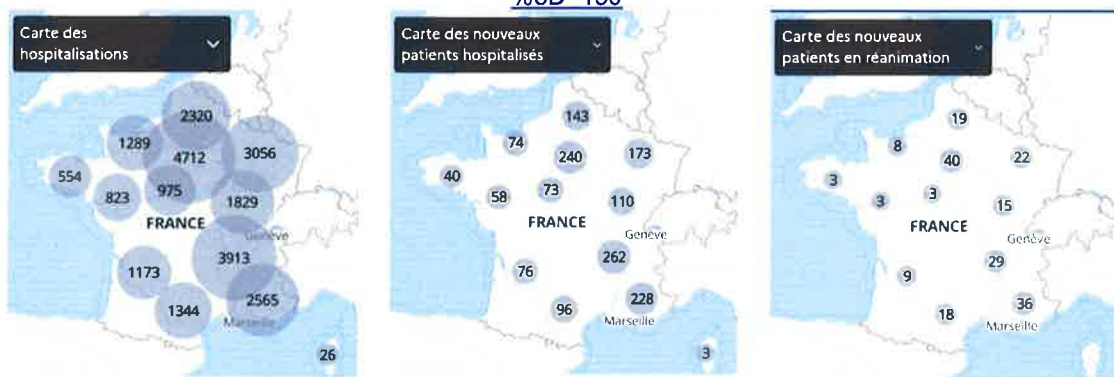 Carte des
hospitalisations
2320
1289
4712
3056
554
823
975
1829
FRANCE
Genève
3913
1173
2565
1344
Marseille
26
Carte des nouveaux
patients hospitalisés
143
74
240
173
40
58
73
110
FRANCE
Genève
262
76
228
96
Marseille
3
Carte des nouveaux
patients en réanimation
19
8
40
22
3
3
3
15
FRANCE
Genève
29
9
36
18
Marseille